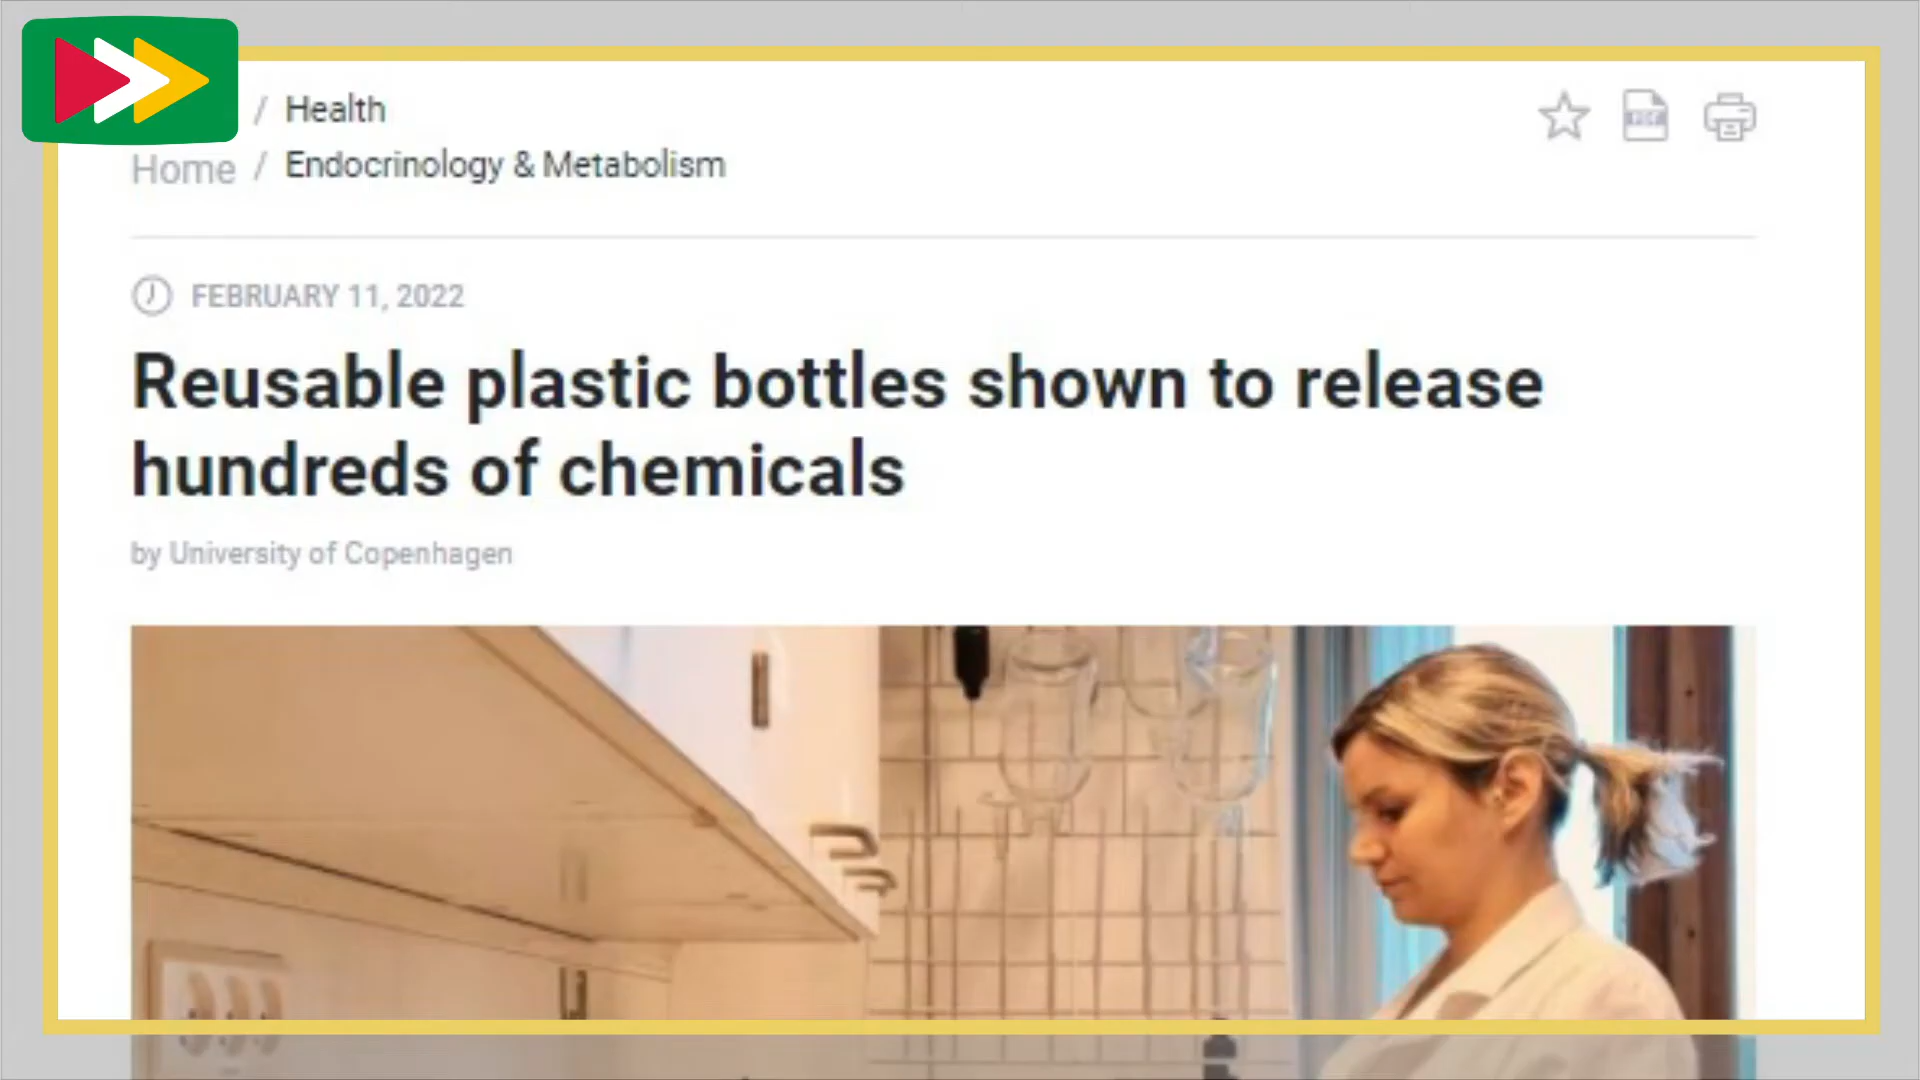 / Health
Home / Endocrinology & Metabolism
FEBRUARY 11, 2022
Reusable plastic bottles shown to release
hundreds of chemicals
by University of Copenhagen